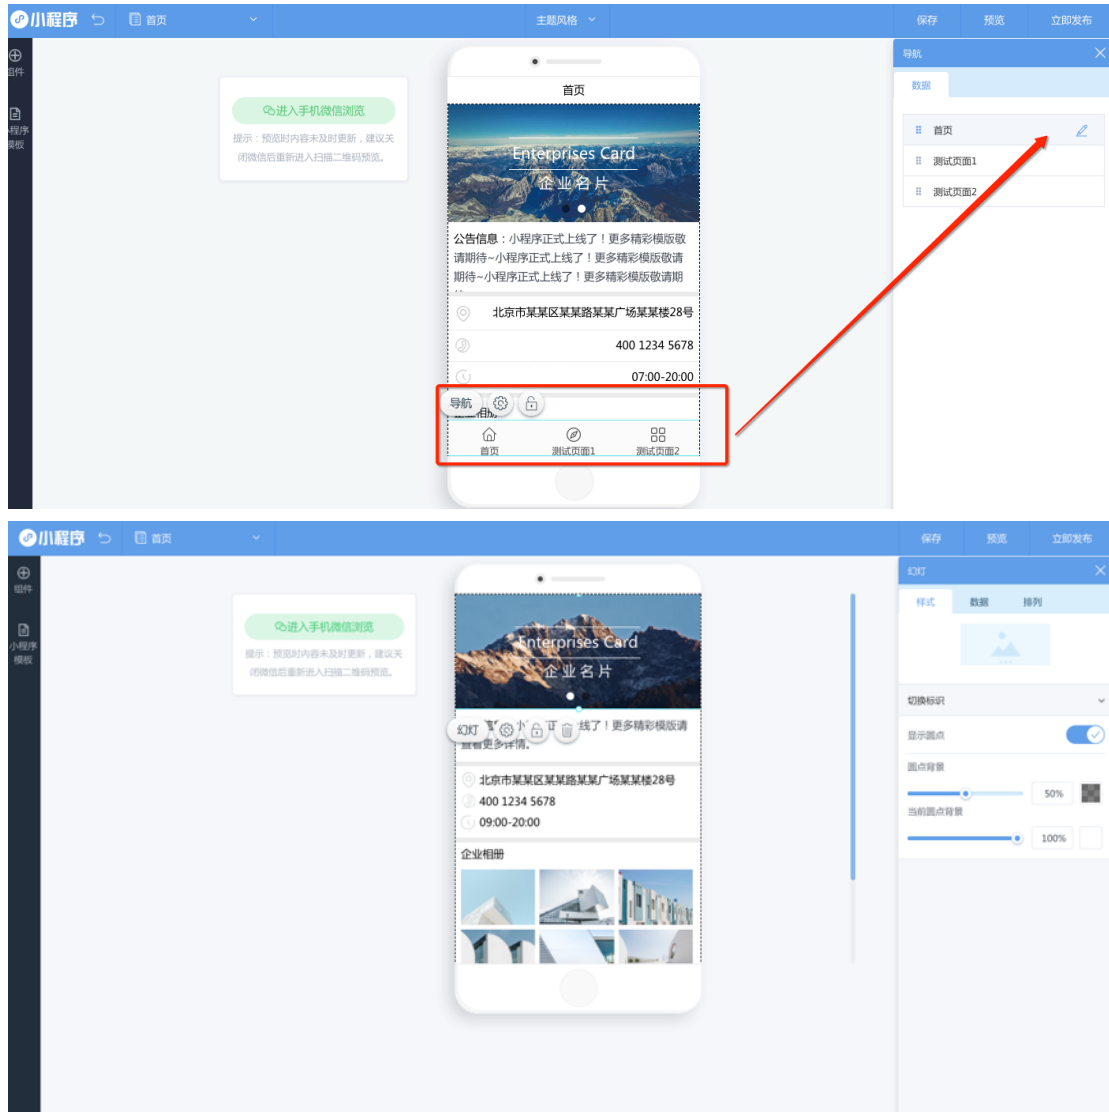 小程序
首页
主题风格
保存
预览
立即发布
组件
小程序
模板
进入手机微信浏览
提示：预览时内容未及时更新，建议关
闭微信后重新进入扫描二维码预览。
首页
Enterprises Card
企业名片
公告信息：小程序正式上线了！更多精彩模版敬
请期待~小程序正式上线了！更多精彩模版敬请
期待~小程序正式上线了！更多精彩模版敬请期
北京市某某区某某路某某广场某某楼28号
400 1234 5678
07:00-20:00
导航
企业相册
首页
测试页面1
测试页面2
导航
数据
首页
测试页面1
测试页面2
小程序
首页
保存
预览
立即发布
组件
小程序
模板
进入手机微信浏览
提示：预览时内容未及时更新，建议关
闭微信后重新进入扫描二维码预览。
Enterprises Card
企业名片
线了！更多精彩模版请
查看更多详情。
幻灯
北京市某某区某某路某某广场某某楼28号
400 1234 5678
09:00-20:00
企业相册
幻灯
样式
数据
排列
切换标识
显示圆点
圆点背景
50%
当前圆点背景
100%